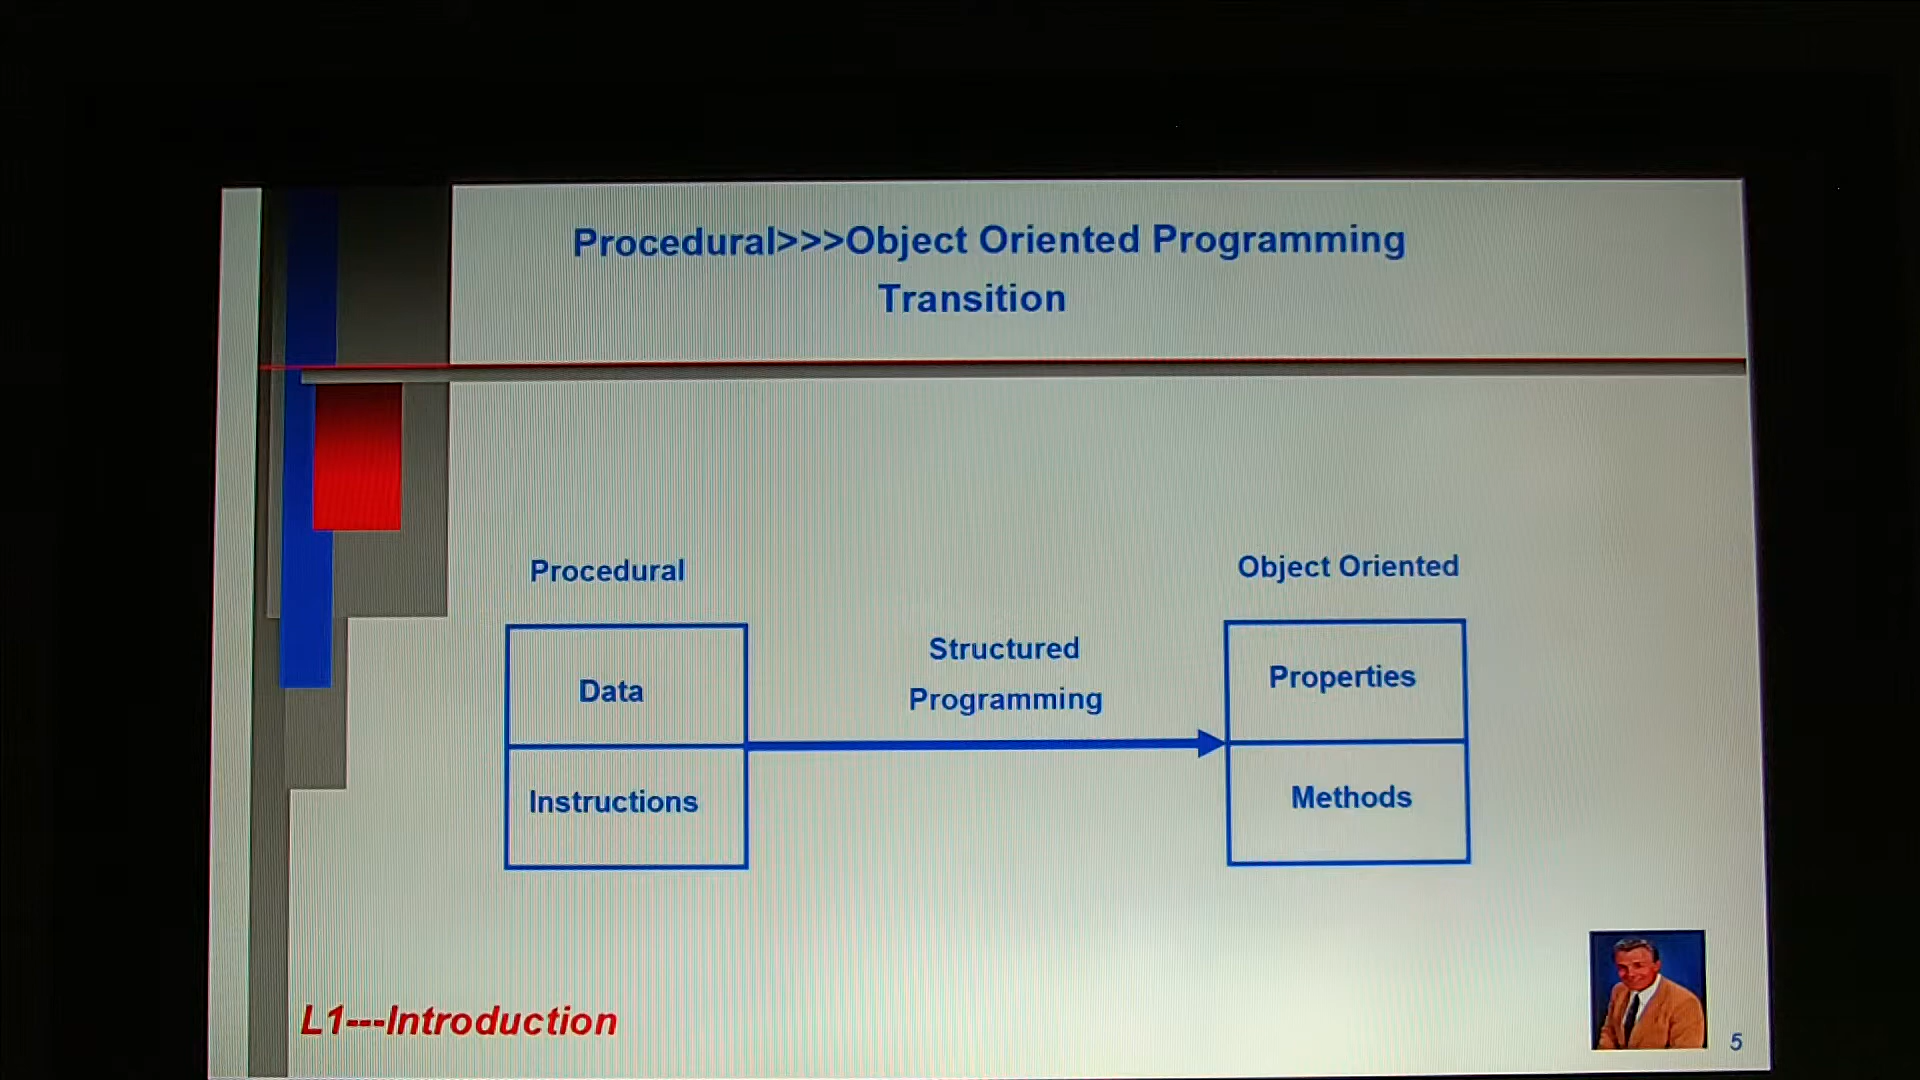 Procedural>>>Object Oriented Programming
Transition
Procedural
Object Oriented
Structured
Programming
Data
Properties
Instructions
Methods
L1---Introduction
5